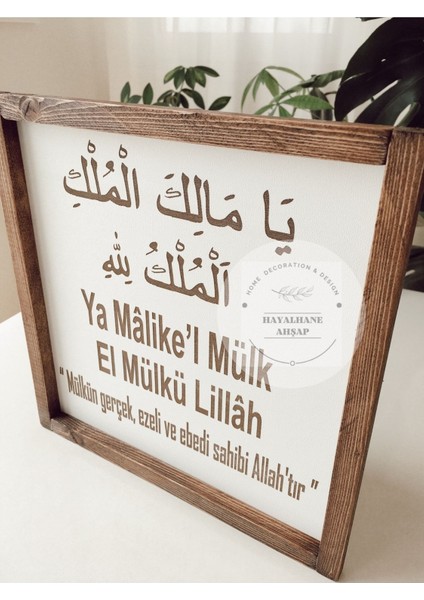 يَا مَالِكَ الْمُلْكِ
اَلْمُلْكُ لِلّٰهِ
Ya Mâlike'l Mülk
El Mülkü Lillâh
“ Mülkün gerçek, ezeli ve ebedi sahibi Allah'tır ”
HOME DECORATION & DESIGN
HAYALHANE
AHŞAP